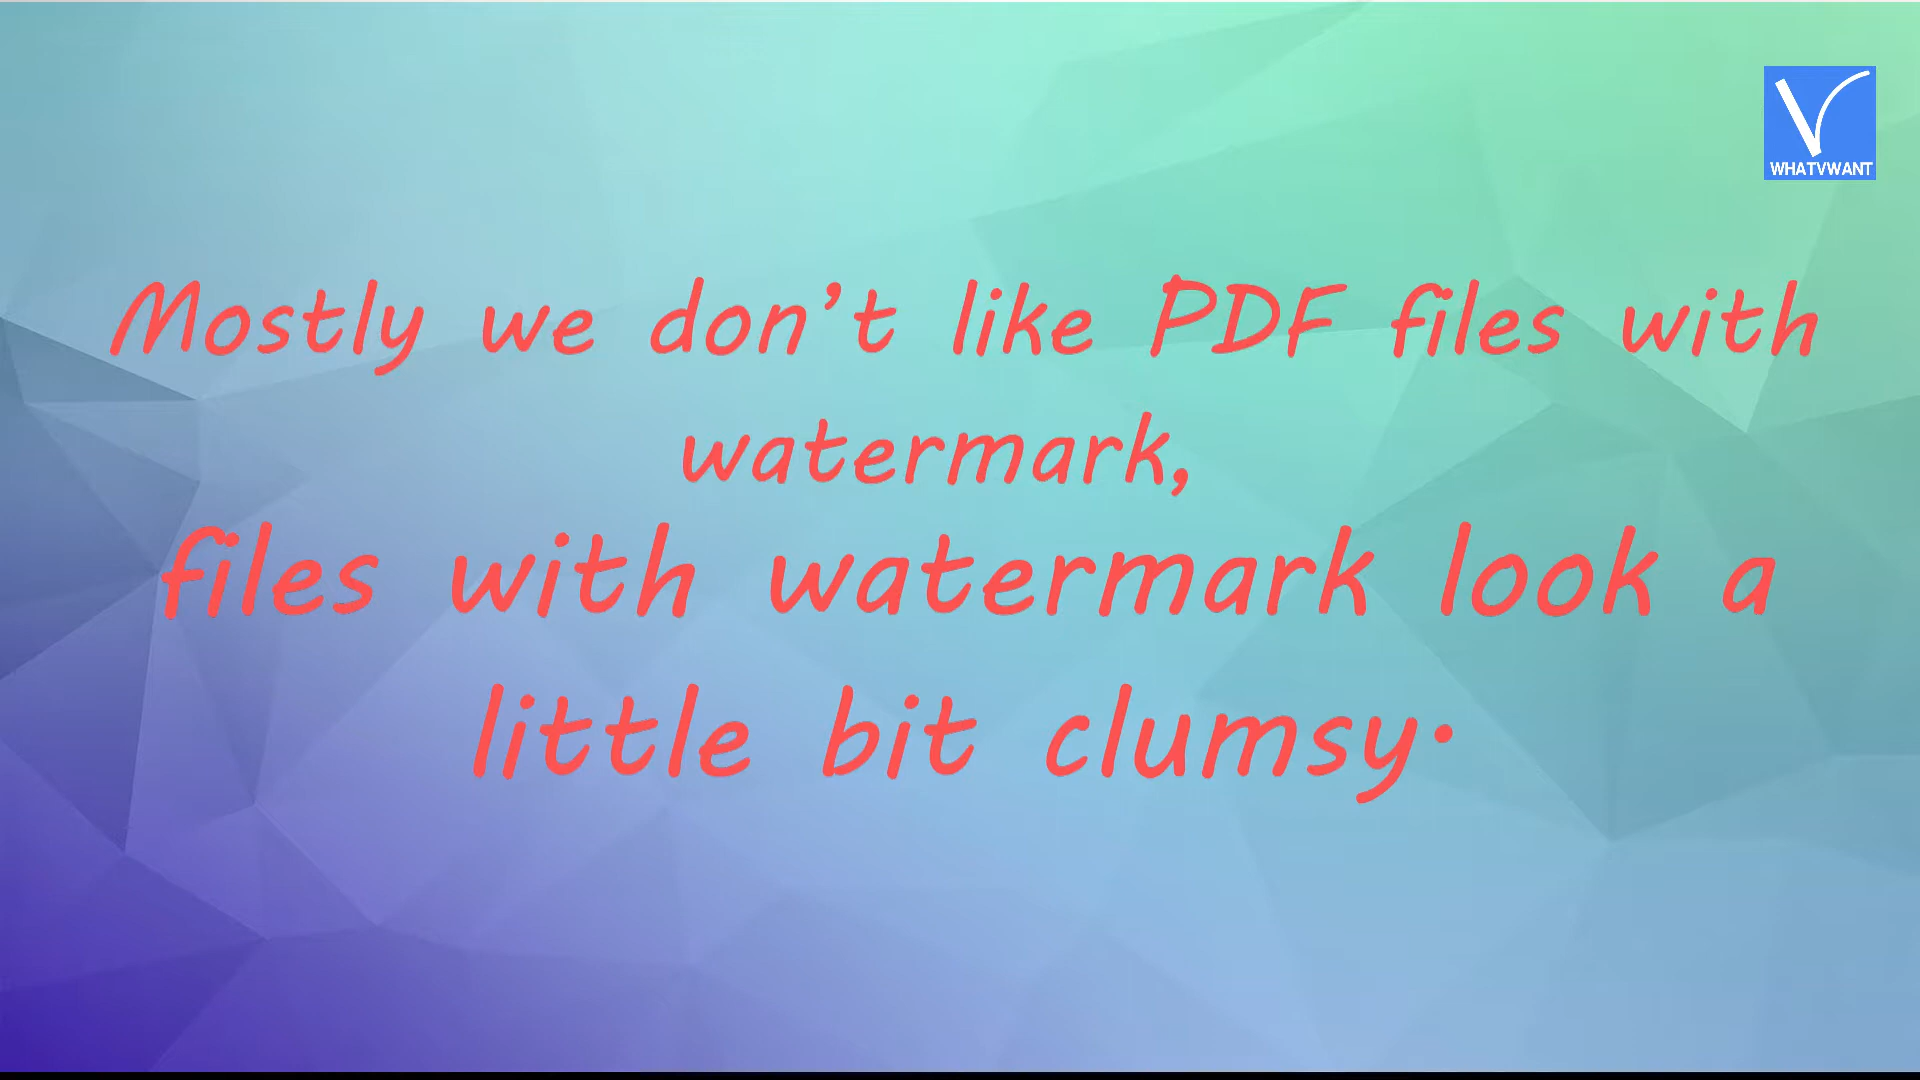 WHATVWANT
Mostly we don’t like PDF files with
watermark,
files with watermark look a
little bit clumsy.